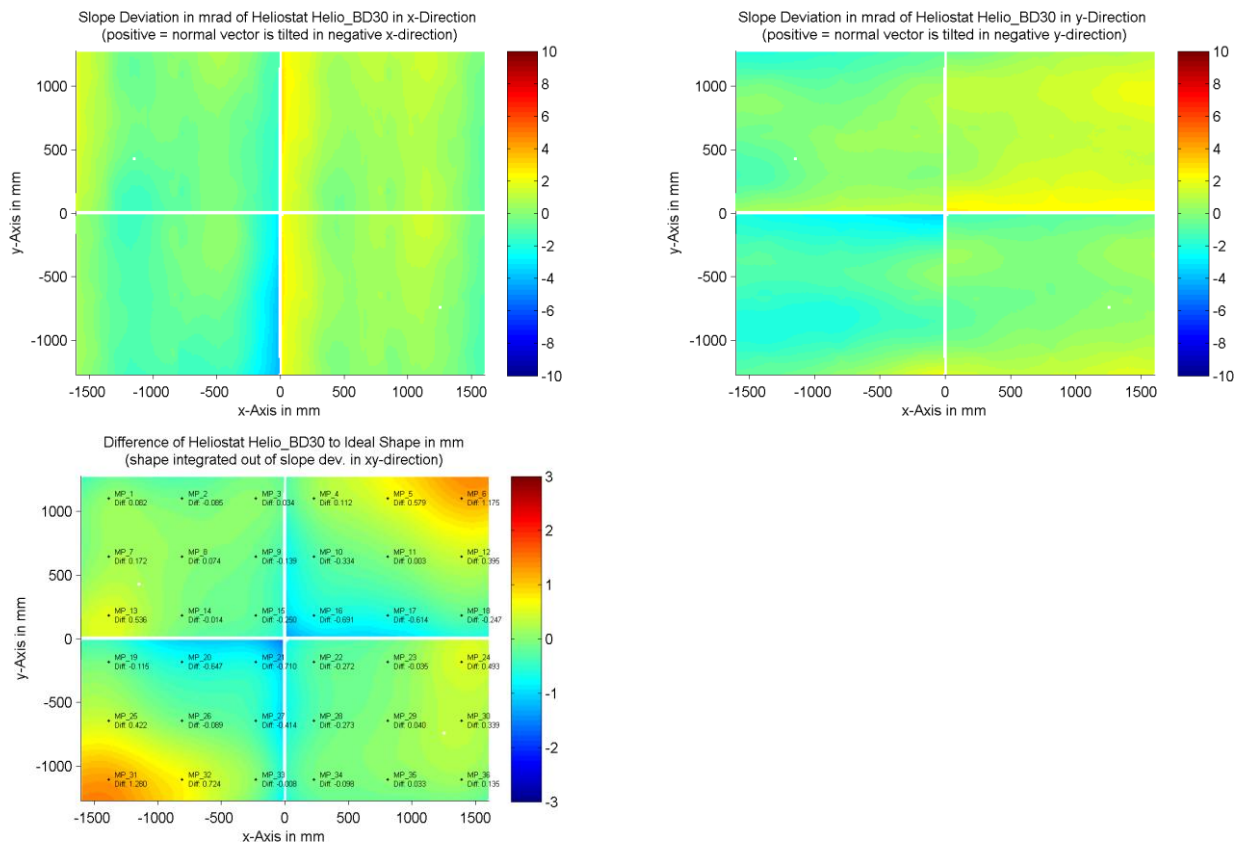 Slope Deviation in mrad of Heliostat Helio_BD30 in x-Direction
(positive = normal vector is tilted in negative x-direction)
1000
500
0
-500
-1000
y-Axis in mm
-1500 -1000 -500 0 500 1000 1500
x-Axis in mm
10
8
6
4
2
0
-2
-4
-6
-8
-10
Slope Deviation in mrad of Heliostat Helio_BD30 in y-Direction
(positive = normal vector is tilted in negative y-direction)
1000
500
0
-500
-1000
y-Axis in mm
-1500 -1000 -500 0 500 1000 1500
x-Axis in mm
10
8
6
4
2
0
-2
-4
-6
-8
-10
Difference of Heliostat Helio_BD30 to Ideal Shape in mm
(shape integrated out of slope dev. in xy-direction)
1000
500
0
-500
-1000
y-Axis in mm
MP_1 MP_2 MP_3 MP_4 MP_5 MP_6
Diff: 0.082 Diff: -0.085 Diff: 0.034 Diff: 0.112 Diff: 0.579 Diff: 1.175
MP_7 MP_8 MP_9 MP_10 MP_11 MP_12
Diff: 0.172 Diff: 0.074 Diff: -0.139 Diff: -0.334 Diff: 0.003 Diff: 0.395
MP_13 MP_14 MP_15 MP_16 MP_17 MP_18
Diff: 0.536 Diff: -0.014 Diff: -0.250 Diff: -0.691 Diff: -0.614 Diff: -0.247
MP_19 MP_20 MP_21 MP_22 MP_23 MP_24
Diff: -0.115 Diff: -0.647 Diff: -0.710 Diff: -0.272 Diff: -0.035 Diff: 0.493
MP_25 MP_26 MP_27 MP_28 MP_29 MP_30
Diff: 0.422 Diff: -0.089 Diff: -0.414 Diff: -0.273 Diff: 0.040 Diff: 0.339
MP_31 MP_32 MP_33 MP_34 MP_35 MP_36
Diff: 1.280 Diff: 0.724 Diff: -0.008 Diff: -0.098 Diff: 0.033 Diff: 0.135
-1500 -1000 -500 0 500 1000 1500
x-Axis in mm
3
2
1
0
-1
-2
-3